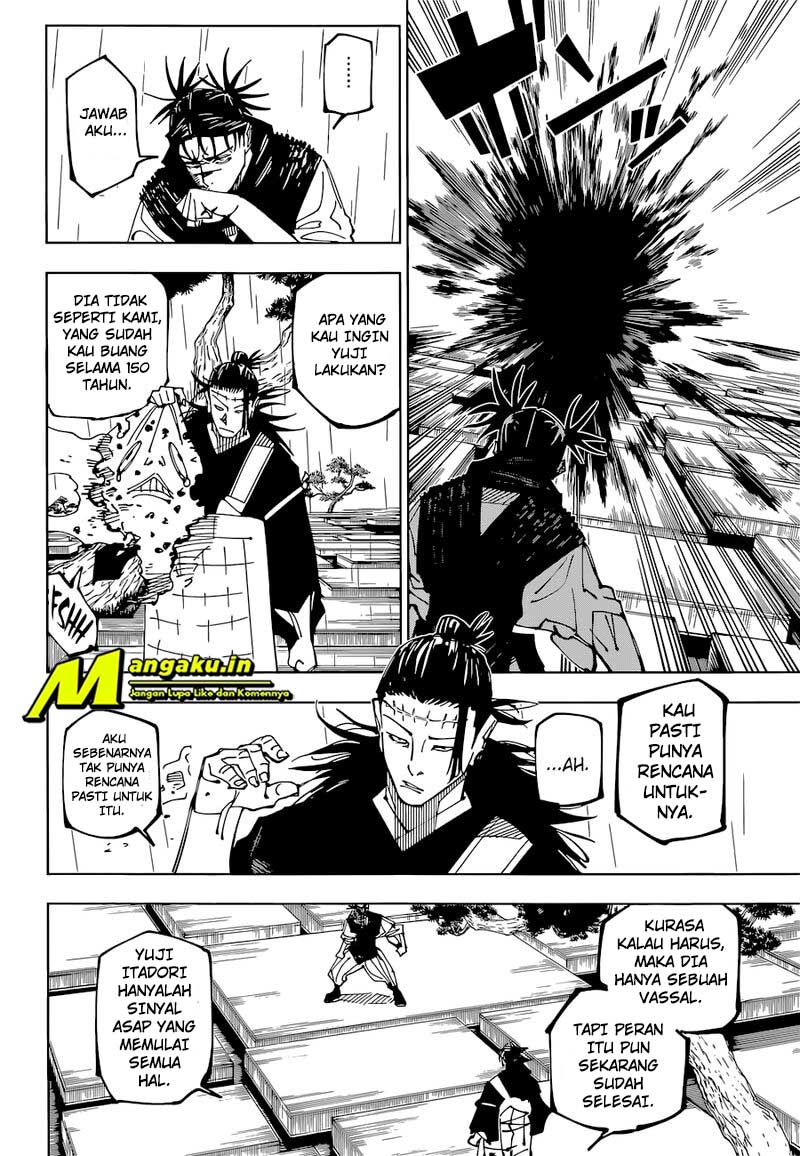 ......
JAWAB
AKU...
APA YANG
KAU INGIN
YUJI
LAKUKAN?
DIA TIDAK
SEPERTI KAMI,
YANG SUDAH
KAU BUANG
SELAMA 150
TAHUN.
FSHH
Mangaku.in
Jangan Lupa Like dan Komennya
KAU
PASTI
PUNYA
RENCANA
UNTUK-
NYA.
...AH.
AKU
SEBENARNYA
TAK PUNYA
RENCANA
PASTI UNTUK
ITU.
KURASA
KALAU HARUS,
MAKA DIA
HANYA SEBUAH
VASSAL.
TAPI PERAN
ITU PUN
SEKARANG
SUDAH
SELESAI.
YUJI
ITADORI
HANYALAH
SINYAL
ASAP YANG
MEMULAI
SEMUA
HAL.